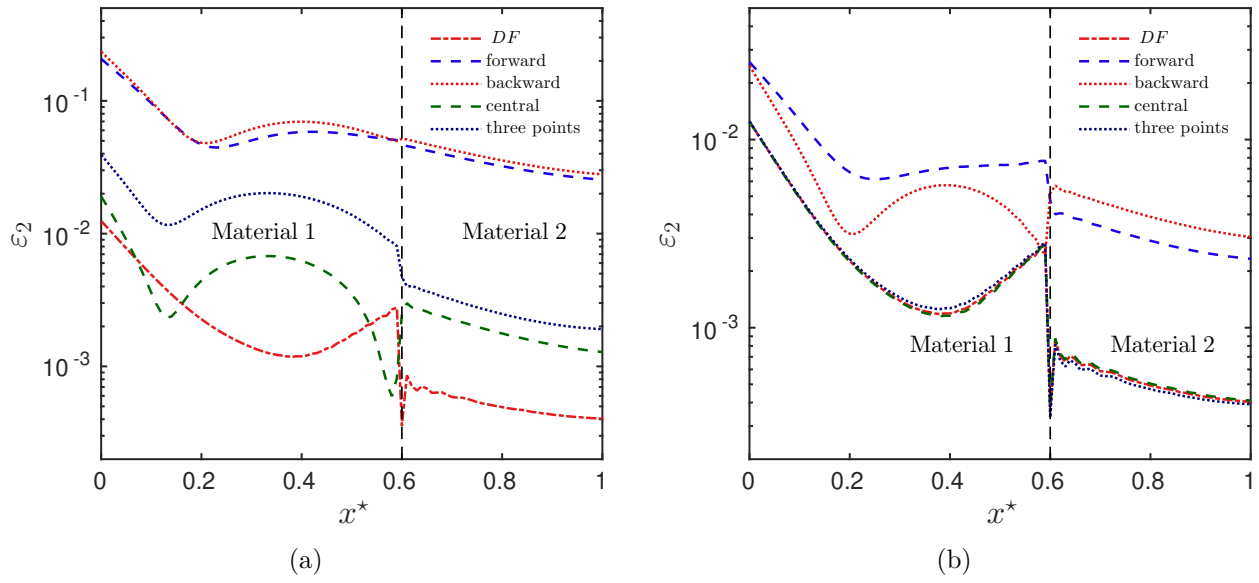 DF
forward
backward
central
three points
10⁻¹
10⁻²
10⁻³
ε₂
Material 1
Material 2
0 0.2 0.4 0.6 0.8 1
x⋆
(a)
DF
forward
backward
central
three points
10⁻²
10⁻³
ε₂
Material 1
Material 2
0 0.2 0.4 0.6 0.8 1
x⋆
(b)